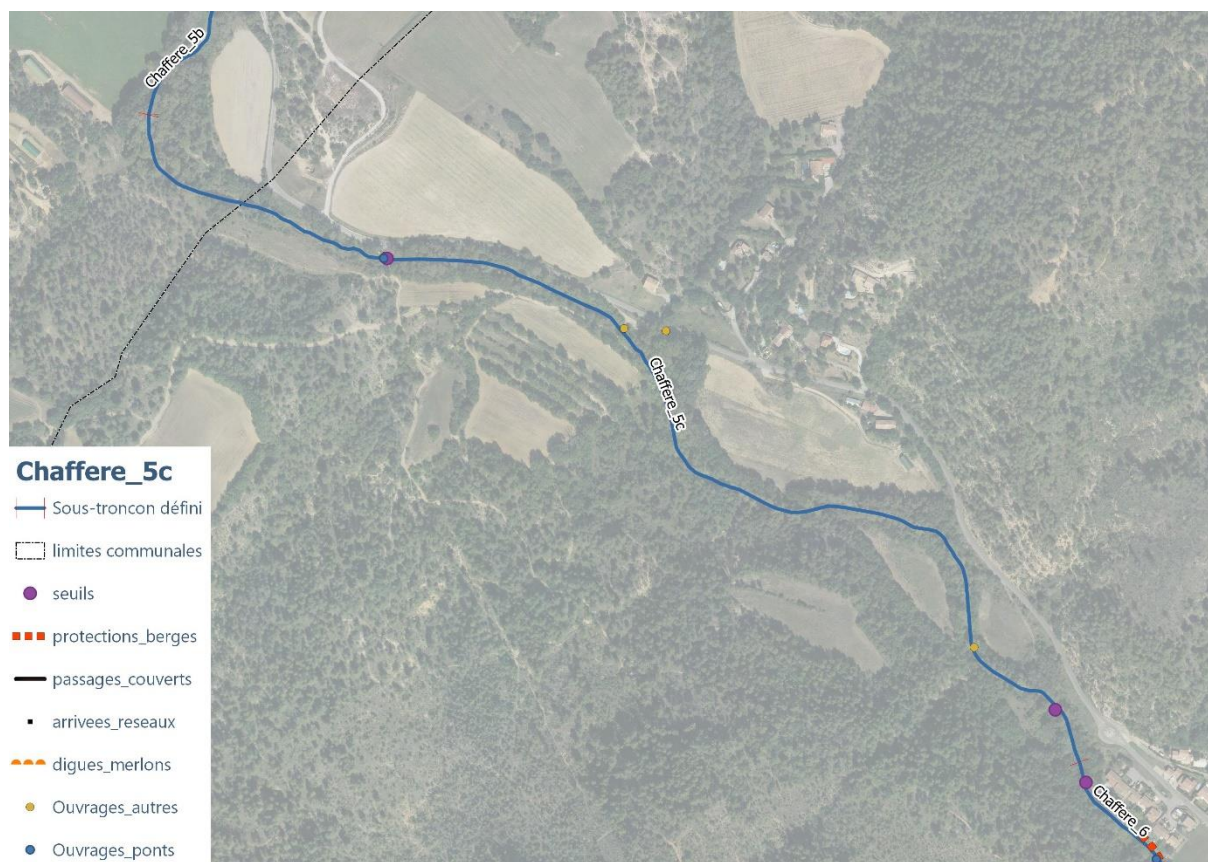 Chaffere_5b
Chaffere_5c
Chaffere_5c
Sous-troncon défini
limites communales
seuils
protections_berges
passages_couverts
arrivees_reseaux
digues_merlons
Ouvrages_autres
Ouvrages_ponts
Chaffere_6